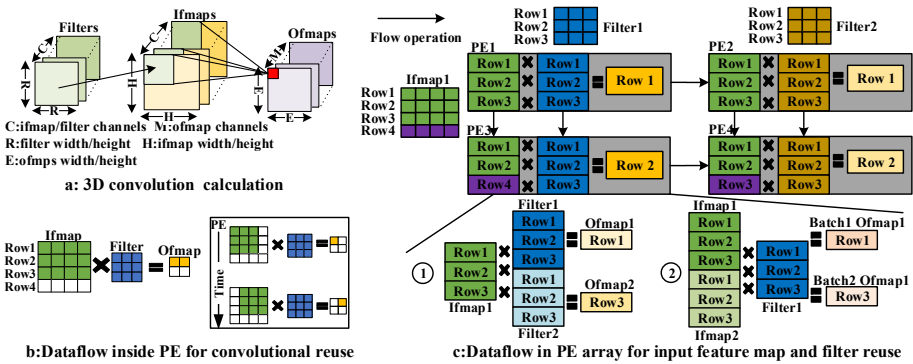 Filters
Ifmaps
Ofmaps
C
C
M
R
H
E
R
H
E
C:ifmap/filter channels M:ofmap channels
R:filter width/height H:ifmap width/height
E:ofmps width/height
a: 3D convolution calculation
Ifmap
Filter
Ofmap
Row1
Row2
Row3
Row4
PE
Time
b:Dataflow inside PE for convolutional reuse
Flow operation
Row1
Row2
Row3
Filter1
Row1
Row2
Row3
Filter2
Ifmap1
Row1
Row2
Row3
Row4
PE1
Row1
Row2
Row3
Row1
Row2
Row3
Row 1
PE2
Row1
Row2
Row3
Row1
Row2
Row3
Row 1
PE3
Row1
Row2
Row4
Row1
Row2
Row3
Row 2
PE4
Row1
Row2
Row3
Row1
Row2
Row3
Row 2
1
Ifmap1
Row1
Row2
Row3
Filter1
Row1
Row2
Row3
Row1
Row2
Row3
Filter2
Ofmap1
Row1
Ofmap2
Row3
2
Ifmap1
Row1
Row2
Row3
Row1
Row2
Row3
Ifmap2
Row1
Row2
Row3
Filter1
Batch1 Ofmap1
Row1
Batch2 Ofmap1
Row3
c:Dataflow in PE array for input feature map and filter reuse